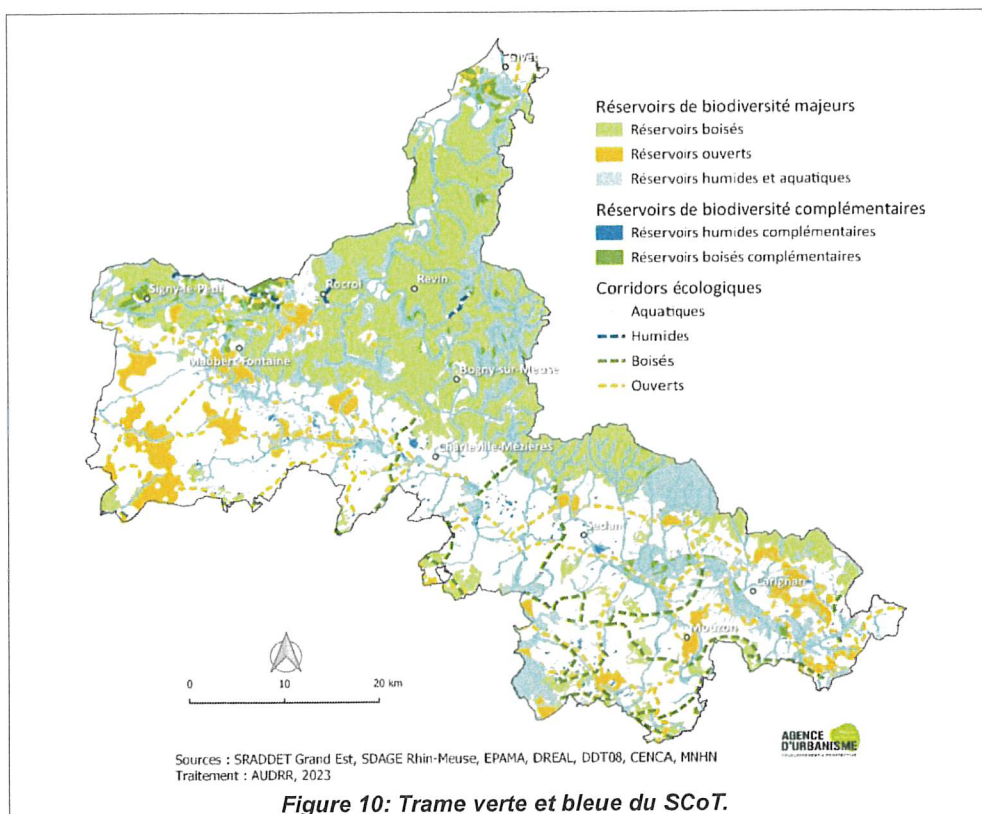 Givet
Réservoirs de biodiversité majeurs
Réservoirs boisés
Réservoirs ouverts
Réservoirs humides et aquatiques
Réservoirs de biodiversité complémentaires
Réservoirs humides complémentaires
Réservoirs boisés complémentaires
Corridors écologiques
Aquatiques
Humides
Boisés
Ouverts
Signy-le-Petit
Rocroi
Revin
Maubert-Fontaine
Bogny-sur-Meuse
Charleville-Mézières
Sedan
Carignan
Mouzon
0 10 20 km
AGENCE
D'URBANISME
Sources : SRADDET Grand Est, SDAGE Rhin-Meuse, EPAMA, DREAL, DDT08, CENCA, MNHN
Traitement : AUDRR, 2023
Figure 10: Trame verte et bleue du SCoT.